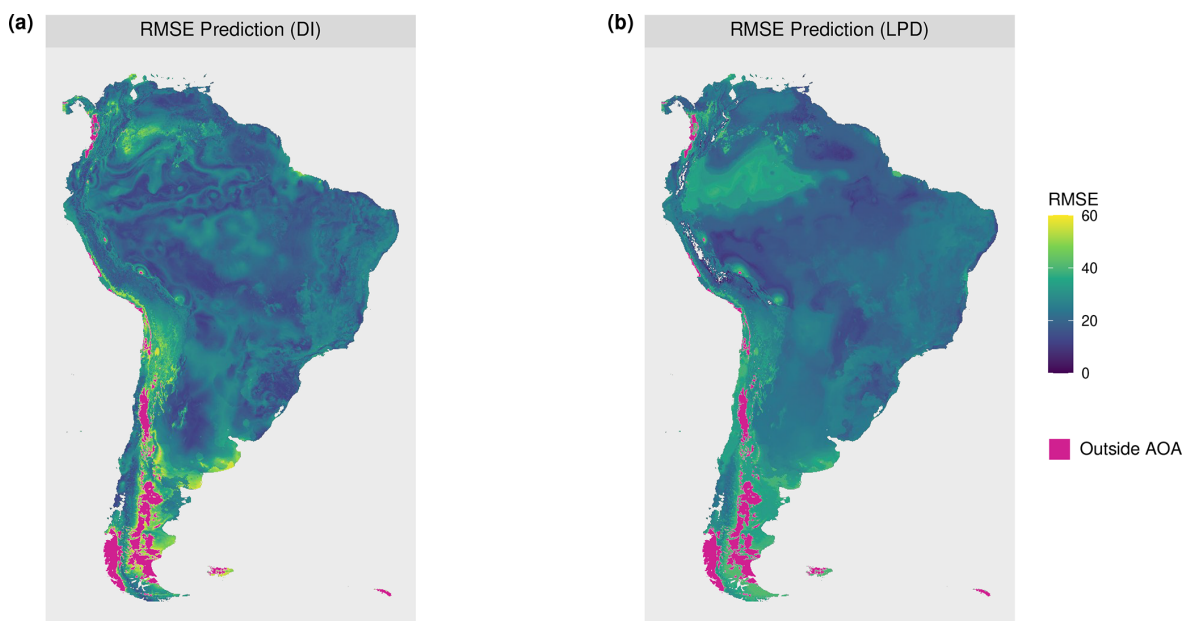 (a)
RMSE Prediction (DI)
(b)
RMSE Prediction (LPD)
RMSE
60
40
20
0
Outside AOA